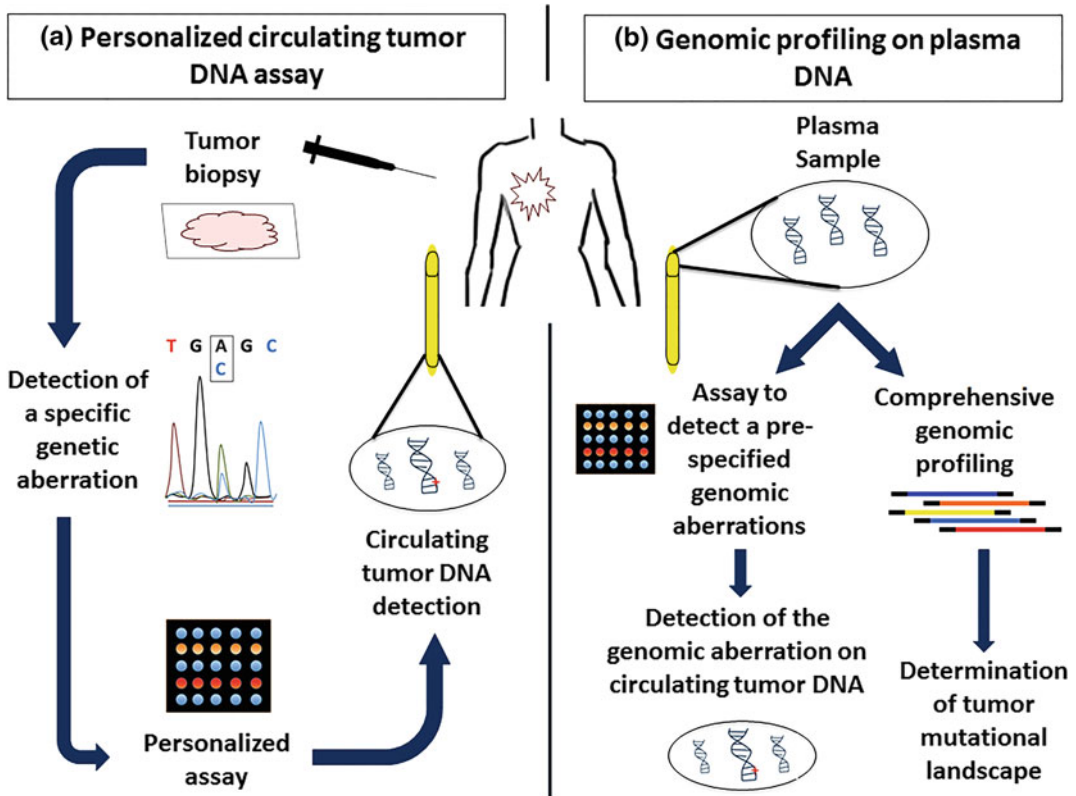 (a) Personalized circulating tumor
DNA assay
Tumor
biopsy
T G A G C
C
Detection of
a specific
genetic
aberration
Personalized
assay
Circulating
tumor DNA
detection
(b) Genomic profiling on plasma
DNA
Plasma
Sample
Assay to
detect a pre-
specified
genomic
aberrations
Detection of the
genomic aberration on
circulating tumor DNA
Comprehensive
genomic
profiling
Determination
of tumor
mutational
landscape